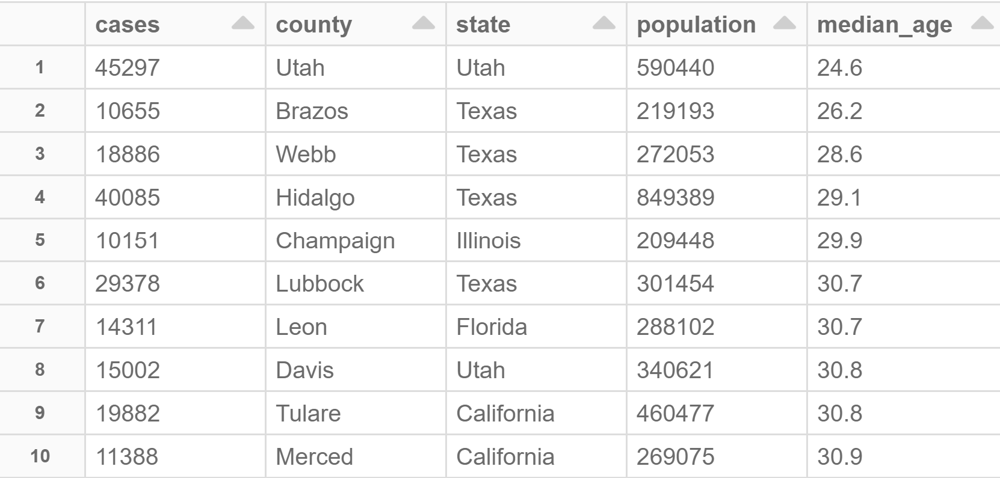 cases county state population median_age
1 45297 Utah Utah 590440 24.6
2 10655 Brazos Texas 219193 26.2
3 18886 Webb Texas 272053 28.6
4 40085 Hidalgo Texas 849389 29.1
5 10151 Champaign Illinois 209448 29.9
6 29378 Lubbock Texas 301454 30.7
7 14311 Leon Florida 288102 30.7
8 15002 Davis Utah 340621 30.8
9 19882 Tulare California 460477 30.8
10 11388 Merced California 269075 30.9